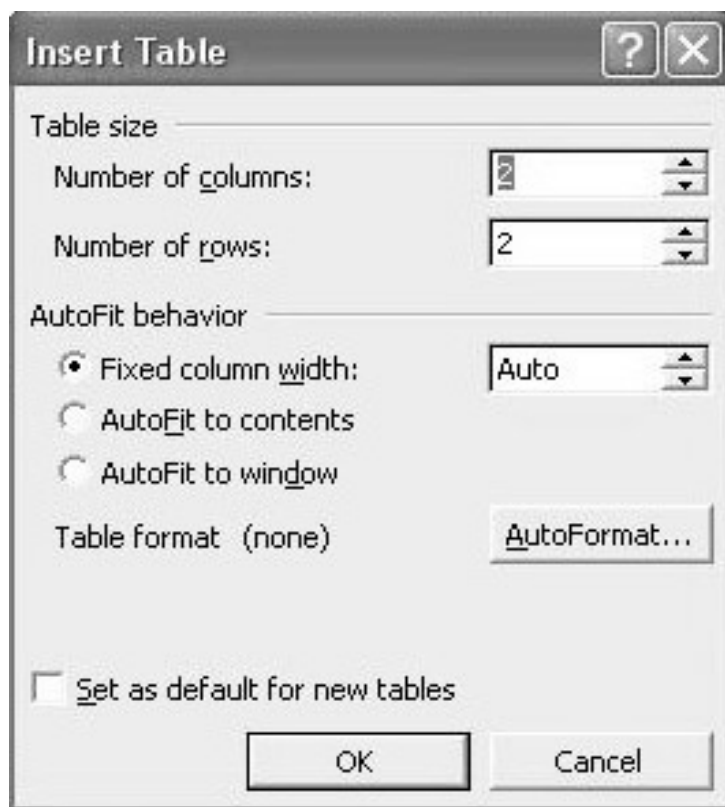 Insert Table
Table size
Number of columns: 2
Number of rows: 2
AutoFit behavior
Fixed column width: Auto
AutoFit to contents
AutoFit to window
Table format (none) AutoFormat...
Set as default for new tables
OK Cancel